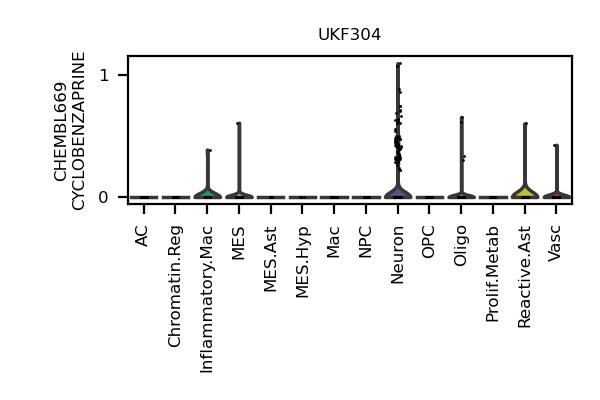 UKF304
CHEMBL669
CYCLOBENZAPRINE
1
0
AC
Chromatin.Reg
Inflammatory.Mac
MES
MES.Ast
MES.Hyp
Mac
NPC
Neuron
OPC
Oligo
Prolif.Metab
Reactive.Ast
Vasc